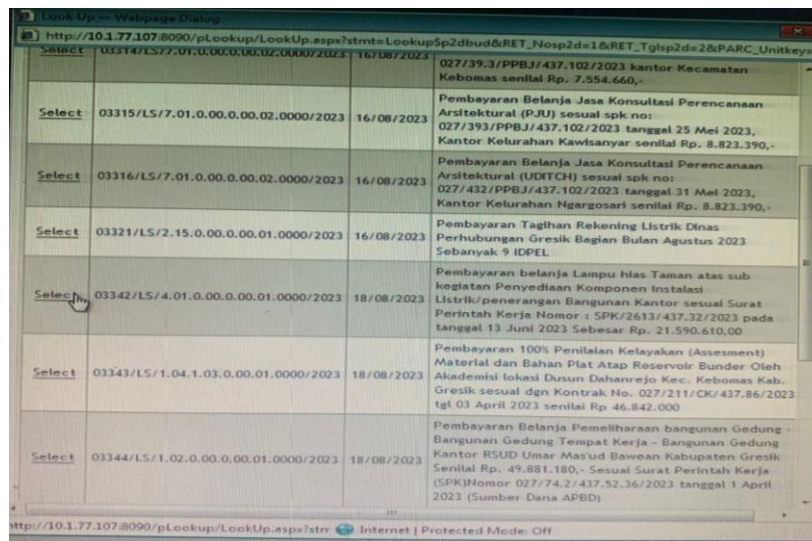 Look Up -- Webpage Dialog
http://10.1.77.107:8090/pLookup/LookUp.aspx?stmt=LookupSp2dbud&RET_Nosp2d=1&RET_Tglsp2d=2&PARC_Unitkey=
Select 03314/LS/7.01.0.00.0.00.02.0000/2023 16/08/2023
027/39.3/PPBJ/437.102/2023 kantor Kecamatan
Kebomas senilai Rp. 7.554.660,-
Select 03315/LS/7.01.0.00.0.00.02.0000/2023 16/08/2023
Pembayaran Belanja Jasa Konsultasi Perencanaan
Arsitektural (PJU) sesuai spk no:
027/393/PPBJ/437.102/2023 tanggal 25 Mei 2023,
Kantor Kelurahan Kawisanyar senilai Rp. 8.823.390,-
Select 03316/LS/7.01.0.00.0.00.02.0000/2023 16/08/2023
Pembayaran Belanja Jasa Konsultasi Perencanaan
Arsitektural (UDITCH) sesuai spk no:
027/432/PPBJ/437.102/2023 tanggal 31 Mei 2023,
Kantor Kelurahan Ngargosari senilai Rp. 8.823.390,-
Select 03321/LS/2.15.0.00.0.00.01.0000/2023 16/08/2023
Pembayaran Tagihan Rekening Listrik Dinas
Perhubungan Gresik Bagian Bulan Agustus 2023
Sebanyak 9 IDPEL
Select 03342/LS/4.01.0.00.0.00.01.0000/2023 18/08/2023
Pembayaran belanja Lampu hias Taman atas sub
kegiatan Penyediaan Komponen Instalasi
Listrik/penerangan Bangunan Kantor sesuai Surat
Perintah Kerja Nomor : SPK/2613/437.32/2023 pada
tanggal 13 Juni 2023 Sebesar Rp. 21.590.610,00
Select 03343/LS/1.04.1.03.0.00.01.0000/2023 18/08/2023
Pembayaran 100% Penilaian Kelayakan (Assesment)
Material dan Bahan Plat Atap Reservoir Bunder Oleh
Akademisi lokasi Dusun Dahanrejo Kec. Kebomas Kab.
Gresik sesuai dgn Kontrak No. 027/211/CK/437.86/2023
tgl 03 April 2023 senilai Rp 46.842.000
Select 03344/LS/1.02.0.00.0.00.01.0000/2023 18/08/2023
Pembayaran Belanja Pemeliharaan bangunan Gedung -
Bangunan Gedung Tempat Kerja - Bangunan Gedung
Kantor RSUD Umar Mas'ud Bawean Kabupaten Gresik
Senilai Rp. 49.881.180,- Sesuai Surat Perintah Kerja
(SPK)Nomor 027/74.2/437.52.36/2023 tanggal 1 April
2023 (Sumber Dana APBD)
http://10.1.77.107:8090/pLookup/LookUp.aspx?stm Internet | Protected Mode: Off